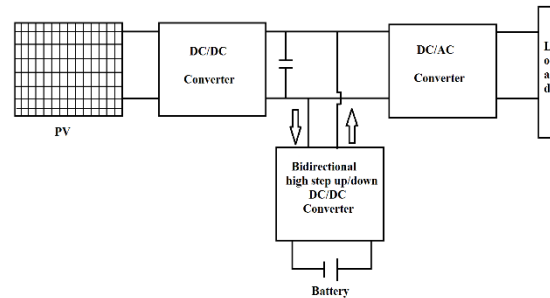 DC/DC
Converter
DC/AC
Converter
L
o
a
d
PV
Bidirectional
high step up/down
DC/DC
Converter
Battery